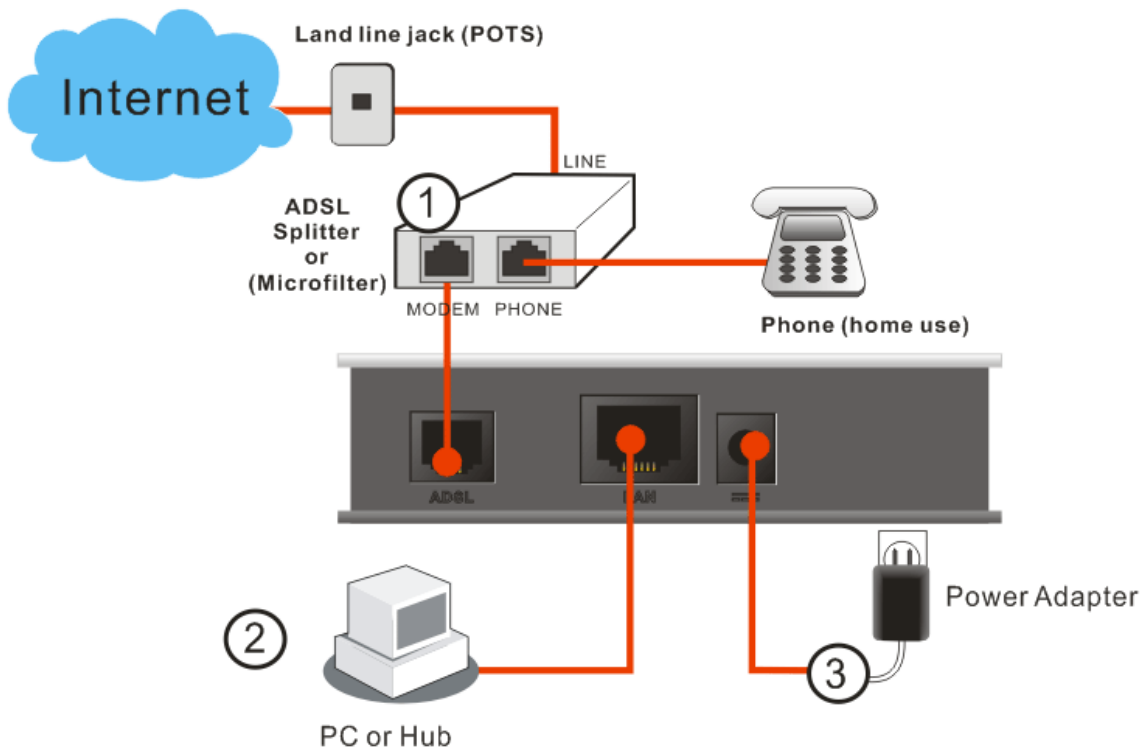 Land line jack (POTS)
Internet
LINE
1
ADSL
Splitter
or
(Microfilter)
MODEM PHONE
Phone (home use)
ADSL
LAN
2
PC or Hub
3
Power Adapter